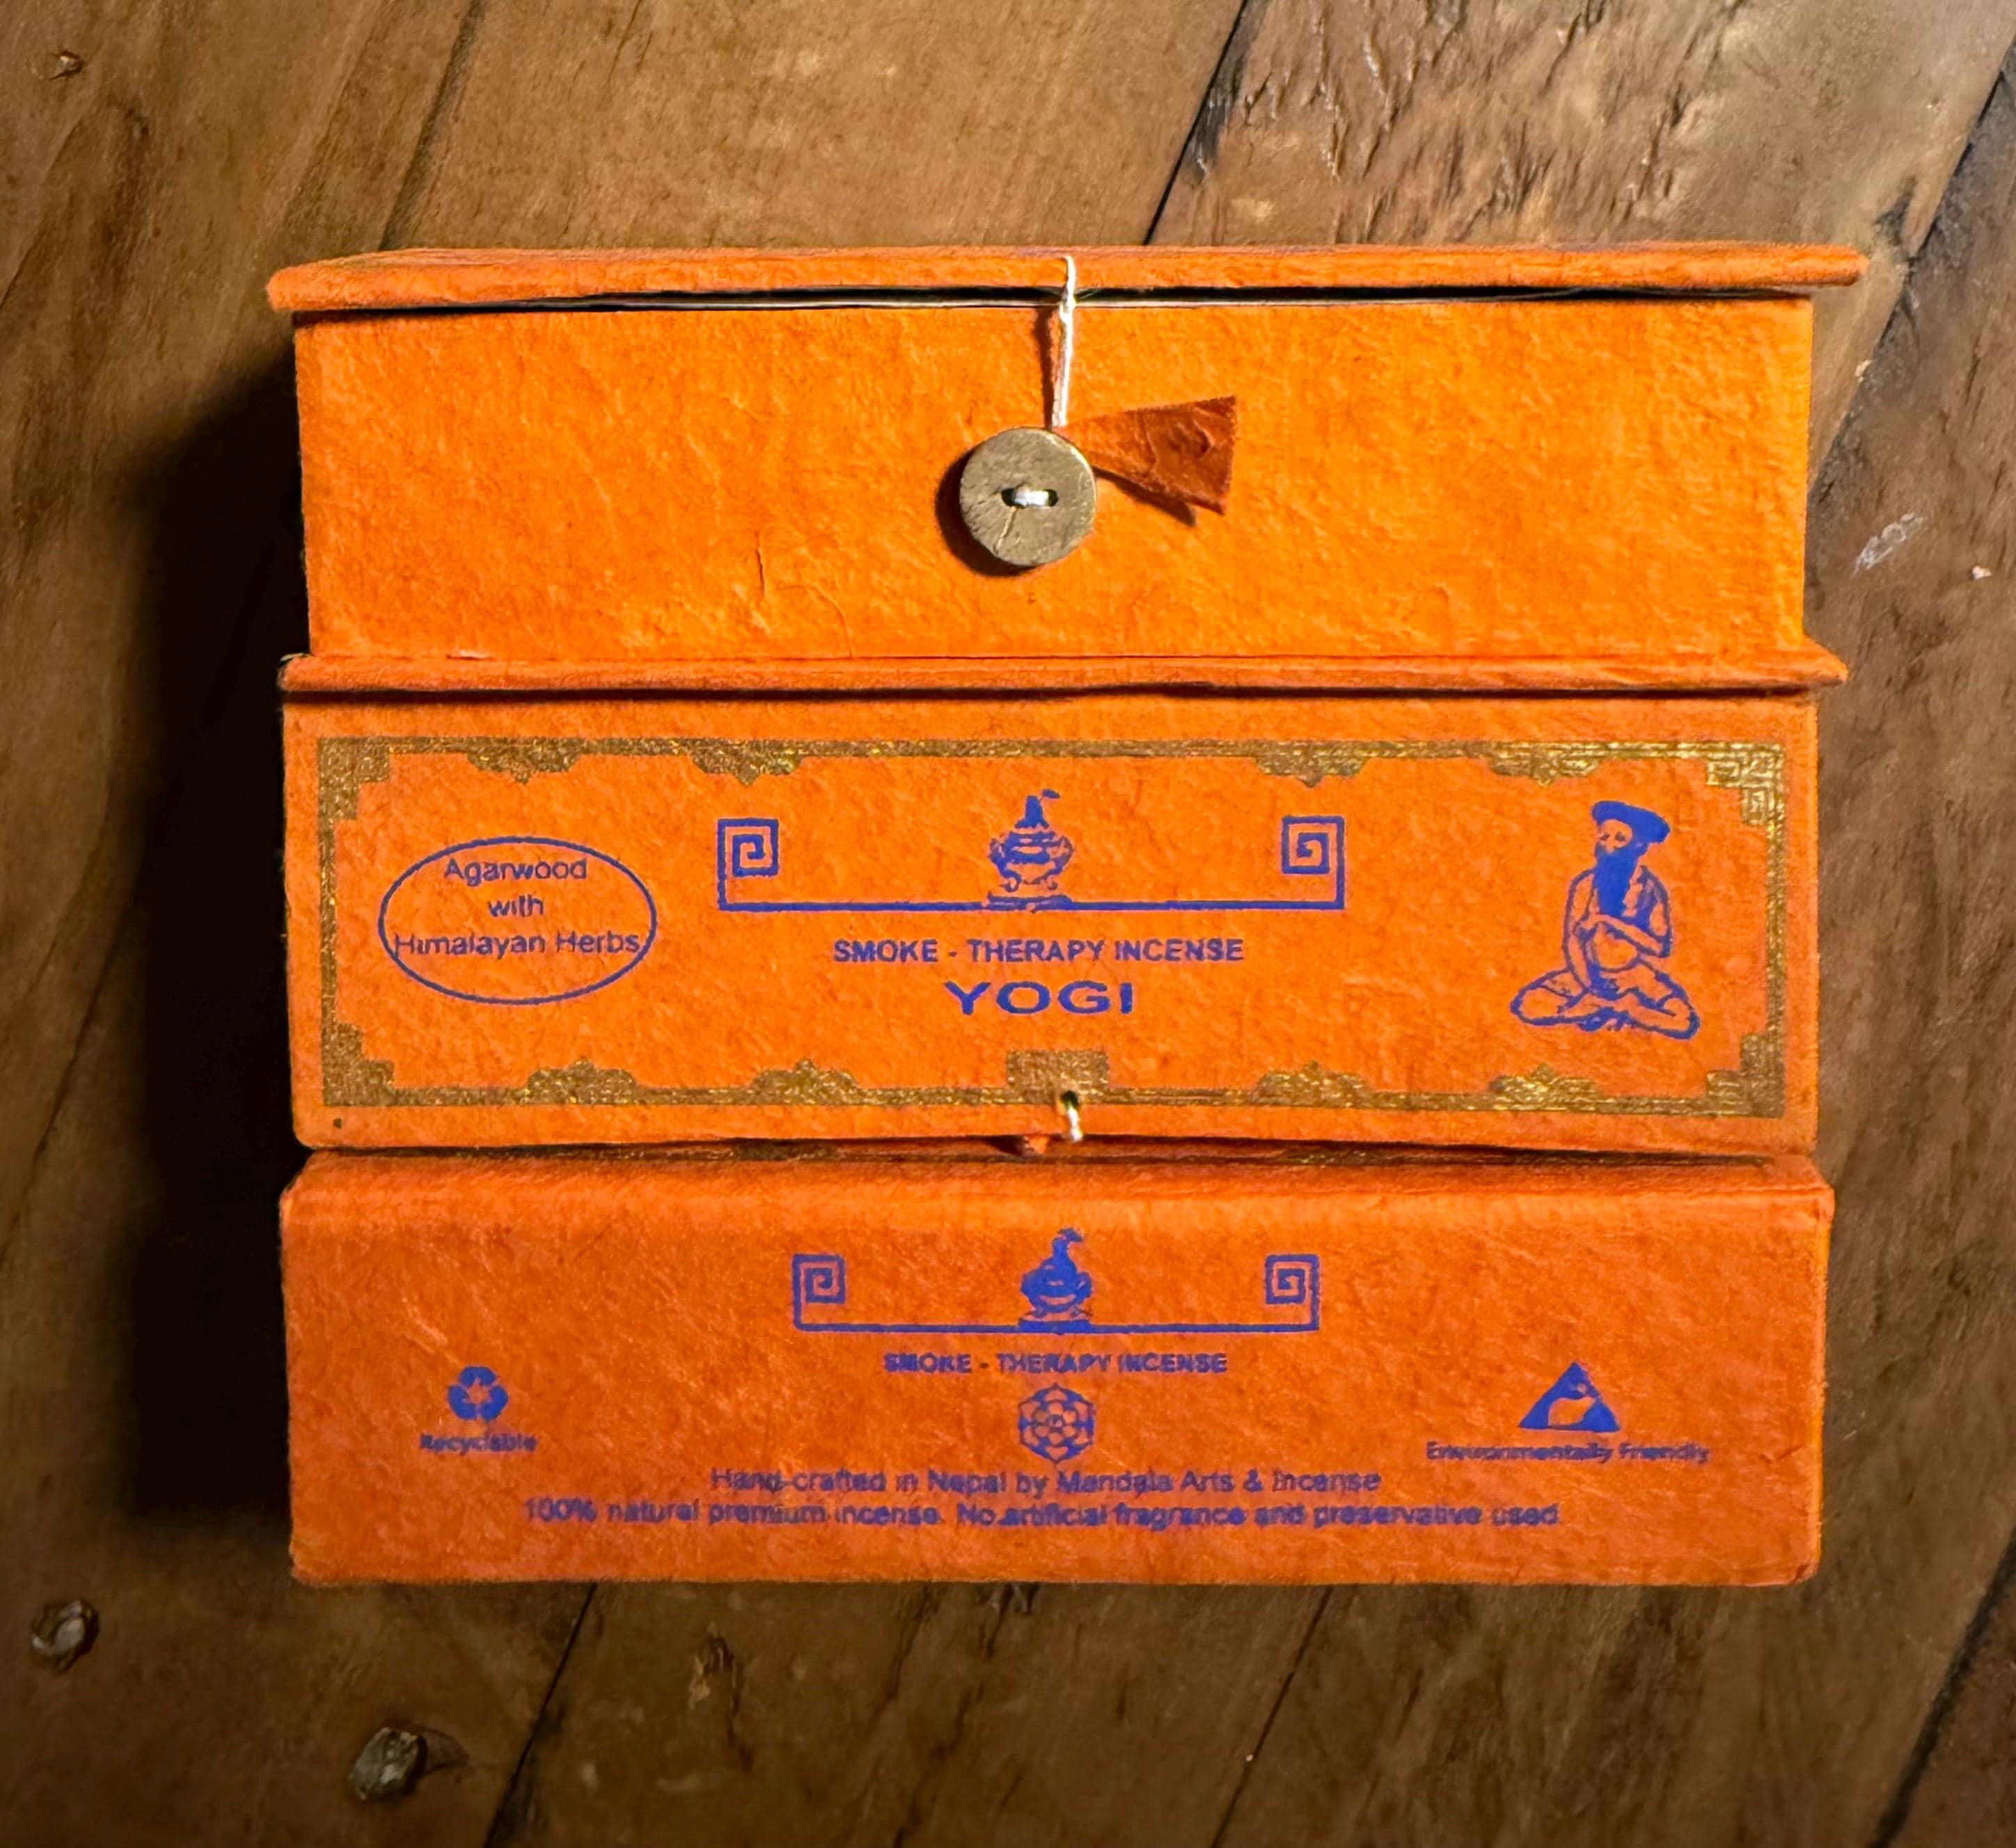 Agarwood
with
Himalayan Herbs
SMOKE - THERAPY INCENSE
YOGI
SMOKE - THERAPY INCENSE
Recyclable
Environmentally Friendly
Hand-crafted in Nepal by Mandala Arts & Incense
100% natural premium incense. No artificial fragrance and preservative used.